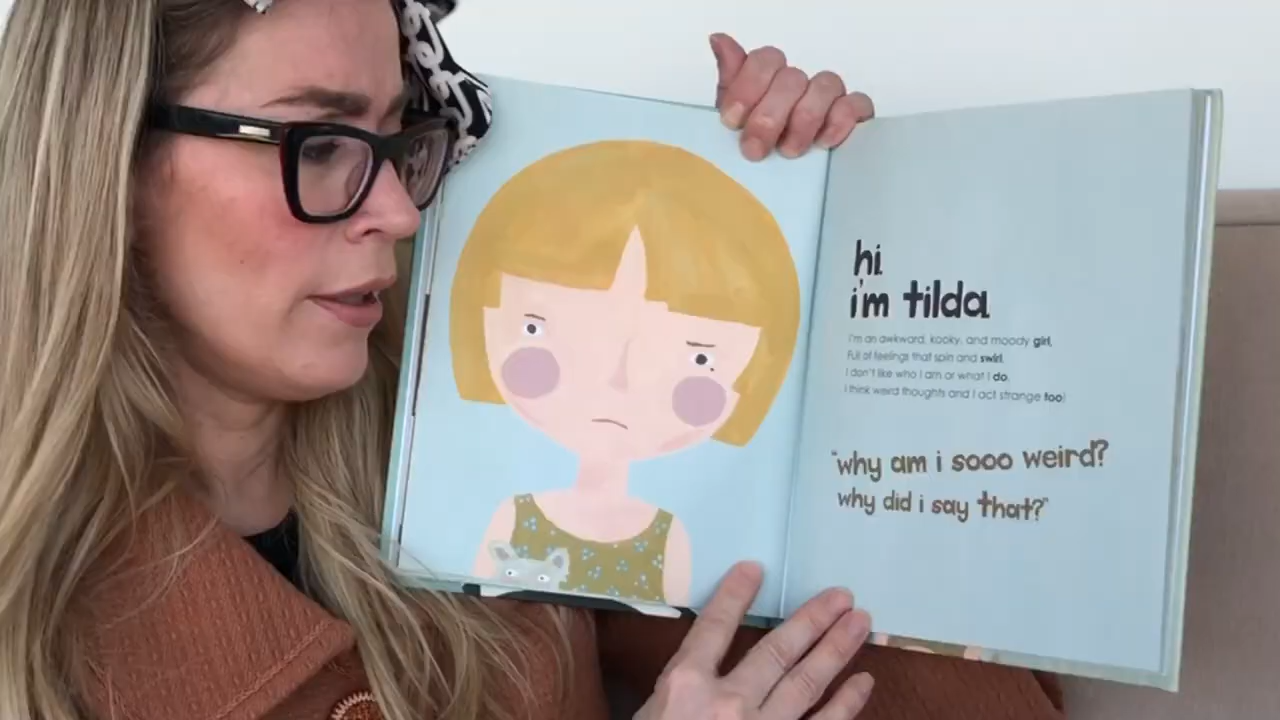 hi.
i'm tilda.
I'm an awkward, kooky, and moody girl.
Full of feelings that spin and swirl.
I don't like who I am or what I do.
I think weird thoughts and I act strange too!
"why am i sooo weird?
why did i say that?"